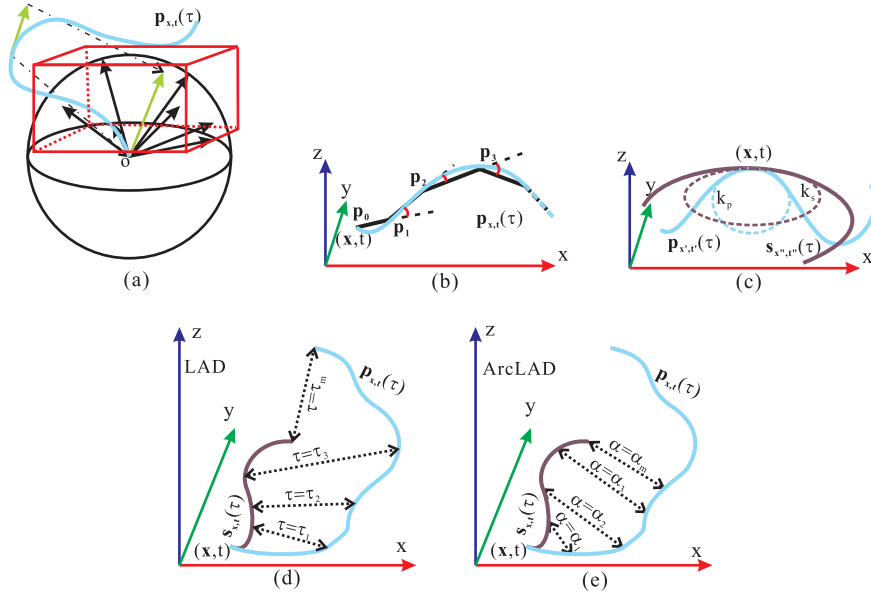 p_x,t(τ)
o
(a)
z
y
p_0
p_1
p_2
p_3
(x,t)
p_x,t(τ)
x
(b)
z
y
(x,t)
k_p
k_s
p_x',t'(τ)
s_x",t"(τ)
x
(c)
z
LAD
y
p_x,t(τ)
τ=τ_m
τ=τ_3
τ=τ_2
τ=τ_1
s_x,t(τ)
(x,t)
x
(d)
z
ArcLAD
y
p_x,t(τ)
α=α_m
α=α_3
α=α_2
α=α_1
s_x,t(τ)
(x,t)
x
(e)